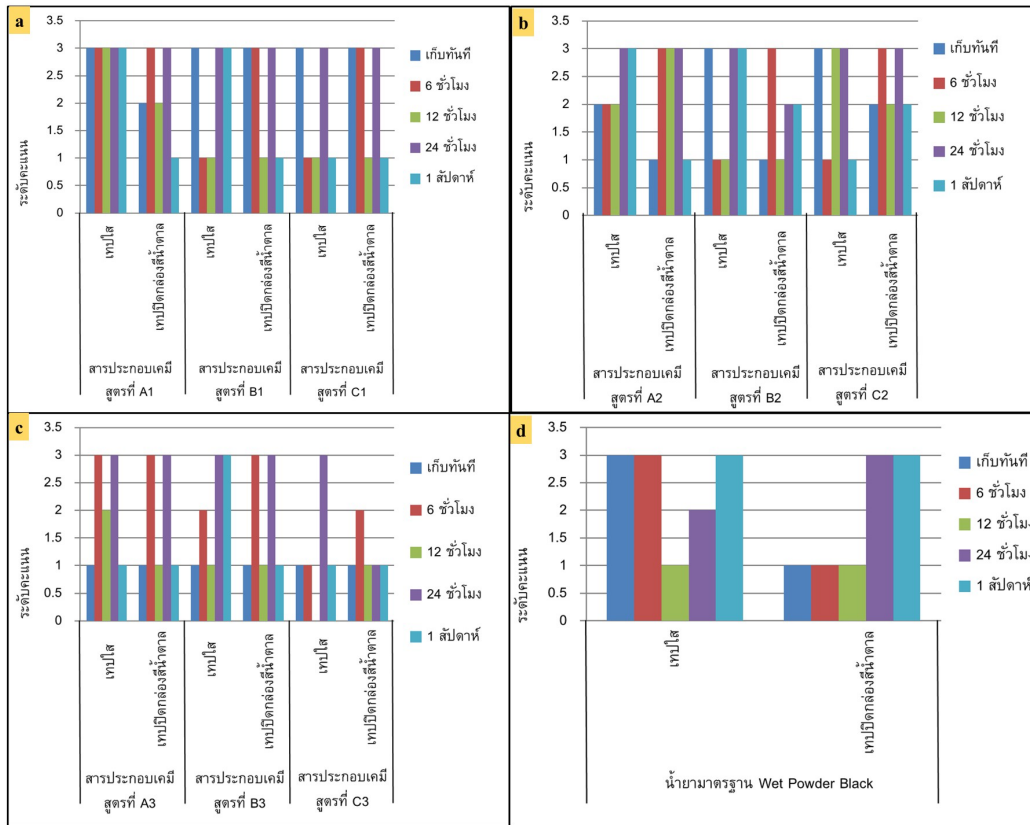 a
3.5
3
2.5
2
1.5
1
0.5
0
ระดับคะแนน
เทปใส
เทปปิดกล่องสีน้ำตาล
เทปใส
เทปปิดกล่องสีน้ำตาล
เทปใส
เทปปิดกล่องสีน้ำตาล
สารประกอบเคมี
สูตรที่ A1
สารประกอบเคมี
สูตรที่ B1
สารประกอบเคมี
สูตรที่ C1
เก็บทันที
6 ชั่วโมง
12 ชั่วโมง
24 ชั่วโมง
1 สัปดาห์
b
3.5
3
2.5
2
1.5
1
0.5
0
ระดับคะแนน
เทปใส
เทปปิดกล่องสีน้ำตาล
เทปใส
เทปปิดกล่องสีน้ำตาล
เทปใส
เทปปิดกล่องสีน้ำตาล
สารประกอบเคมี
สูตรที่ A2
สารประกอบเคมี
สูตรที่ B2
สารประกอบเคมี
สูตรที่ C2
เก็บทันที
6 ชั่วโมง
12 ชั่วโมง
24 ชั่วโมง
1 สัปดาห์
c
3.5
3
2.5
2
1.5
1
0.5
0
ระดับคะแนน
เทปใส
เทปปิดกล่องสีน้ำตาล
เทปใส
เทปปิดกล่องสีน้ำตาล
เทปใส
เทปปิดกล่องสีน้ำตาล
สารประกอบเคมี
สูตรที่ A3
สารประกอบเคมี
สูตรที่ B3
สารประกอบเคมี
สูตรที่ C3
เก็บทันที
6 ชั่วโมง
12 ชั่วโมง
24 ชั่วโมง
1 สัปดาห์
d
3.5
3
2.5
2
1.5
1
0.5
0
ระดับคะแนน
เทปใส
เทปปิดกล่องสีน้ำตาล
น้ำยามาตรฐาน Wet Powder Black
เก็บทันที
6 ชั่วโมง
12 ชั่วโมง
24 ชั่วโมง
1 สัปดาห์